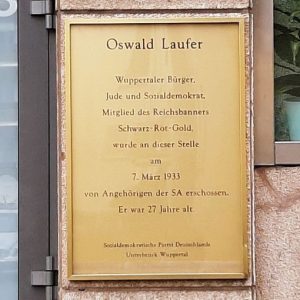 Oswald Laufer
Wuppertaler Bürger,
Jude und Sozialdemokrat,
Mitglied des Reichsbanners
Schwarz-Rot-Gold,
wurde an dieser Stelle
am
7. März 1933
von Angehörigen der SA erschossen.
Er war 27 Jahre alt.
Sozialdemokratische Partei Deutschlands
Unterbezirk Wuppertal